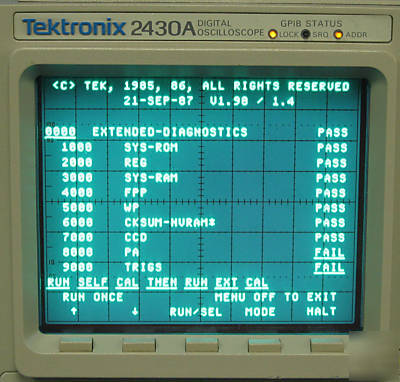 Tektronix 2430A DIGITAL OSCILLOSCOPE GPIB STATUS
LOCK SRQ ADDR
<C> TEK, 1985, 86, ALL RIGHTS RESERVED
21-SEP-87 V1.90 / 1.4
0000 EXTENDED-DIAGNOSTICS PASS
1000 SYS-ROM PASS
2000 REG PASS
3000 SYS-RAM PASS
4000 FPP PASS
5000 WP PASS
6000 CKSUM-NVRAM* PASS
7000 CCD PASS
8000 PA FAIL
9000 TRIGS FAIL
RUN SELF CAL THEN RUN EXT CAL
RUN ONCE MENU OFF TO EXIT
↑ ↓ RUN/SEL MODE HALT